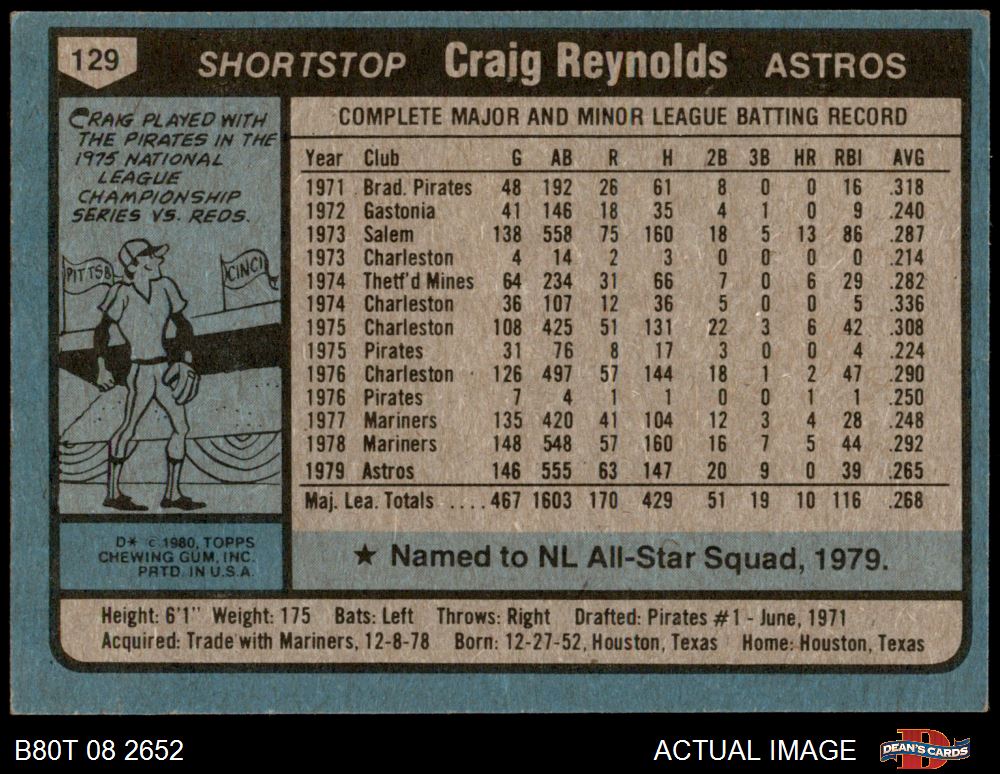 129 SHORTSTOP Craig Reynolds ASTROS
CRAIG PLAYED WITH
THE PIRATES IN THE
1975 NATIONAL
LEAGUE
CHAMPIONSHIP
SERIES VS. REDS.
PITTSB
CINCI
D* © 1980, TOPPS
CHEWING GUM, INC.
PRTD. IN U.S.A.
COMPLETE MAJOR AND MINOR LEAGUE BATTING RECORD
Year Club G AB R H 2B 3B HR RBI AVG
1971 Brad. Pirates 48 192 26 61 8 0 0 16 .318
1972 Gastonia 41 146 18 35 4 1 0 9 .240
1973 Salem 138 558 75 160 18 5 13 86 .287
1973 Charleston 4 14 2 3 0 0 0 0 .214
1974 Thetf'd Mines 64 234 31 66 7 0 6 29 .282
1974 Charleston 36 107 12 36 5 0 0 5 .336
1975 Charleston 108 425 51 131 22 3 6 42 .308
1975 Pirates 31 76 8 17 3 0 0 4 .224
1976 Charleston 126 497 57 144 18 1 2 47 .290
1976 Pirates 7 4 1 1 0 0 1 1 .250
1977 Mariners 135 420 41 104 12 3 4 28 .248
1978 Mariners 148 548 57 160 16 7 5 44 .292
1979 Astros 146 555 63 147 20 9 0 39 .265
Maj. Lea. Totals .... 467 1603 170 429 51 19 10 116 .268
★ Named to NL All-Star Squad, 1979.
Height: 6'1" Weight: 175 Bats: Left Throws: Right Drafted: Pirates #1 - June, 1971
Acquired: Trade with Mariners, 12-8-78 Born: 12-27-52, Houston, Texas Home: Houston, Texas
B80T 08 2652 ACTUAL IMAGE DEAN'S CARDS